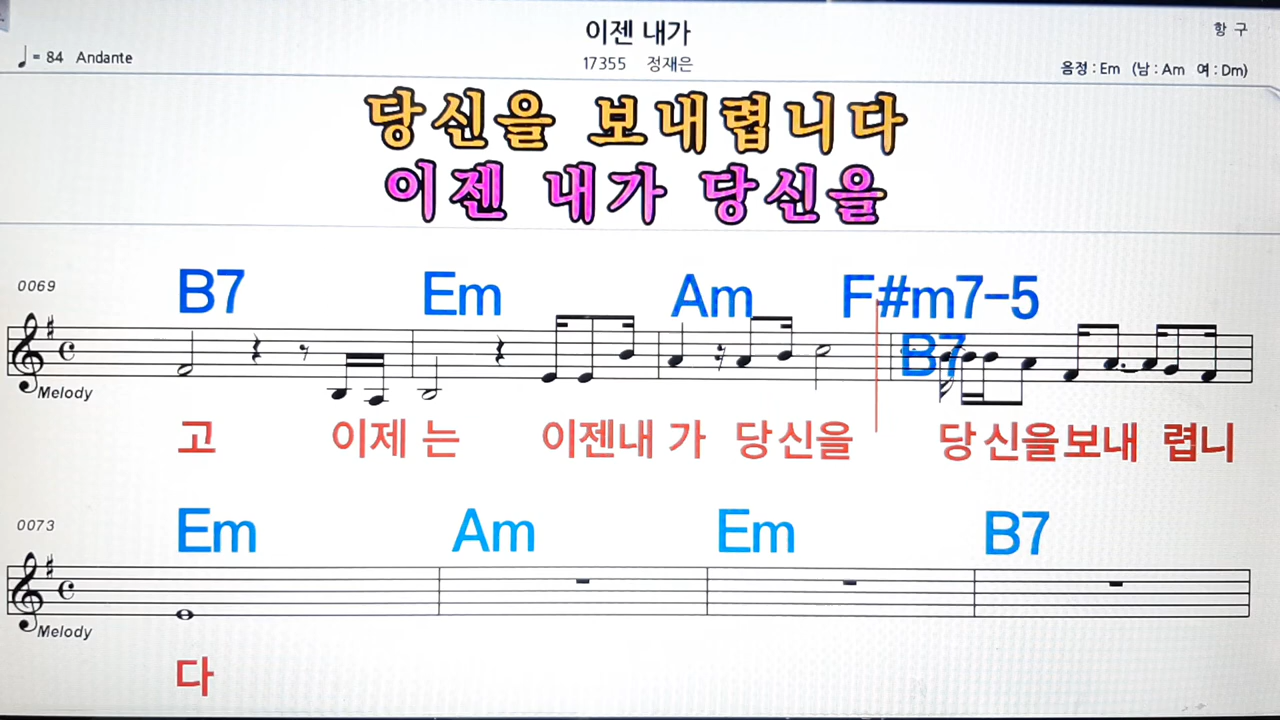 이젠 내가
항 구
♩= 84 Andante
17355 정재은
음정 : Em (남 : Am 여 : Dm)
당신을 보내렵니다
이젠 내가 당신을
0069
B7 Em Am F#m7-5
B7
Melody
고 이제 는 이젠내 가 당신을 당신을보내 렵니
0073
Em Am Em B7
Melody
다